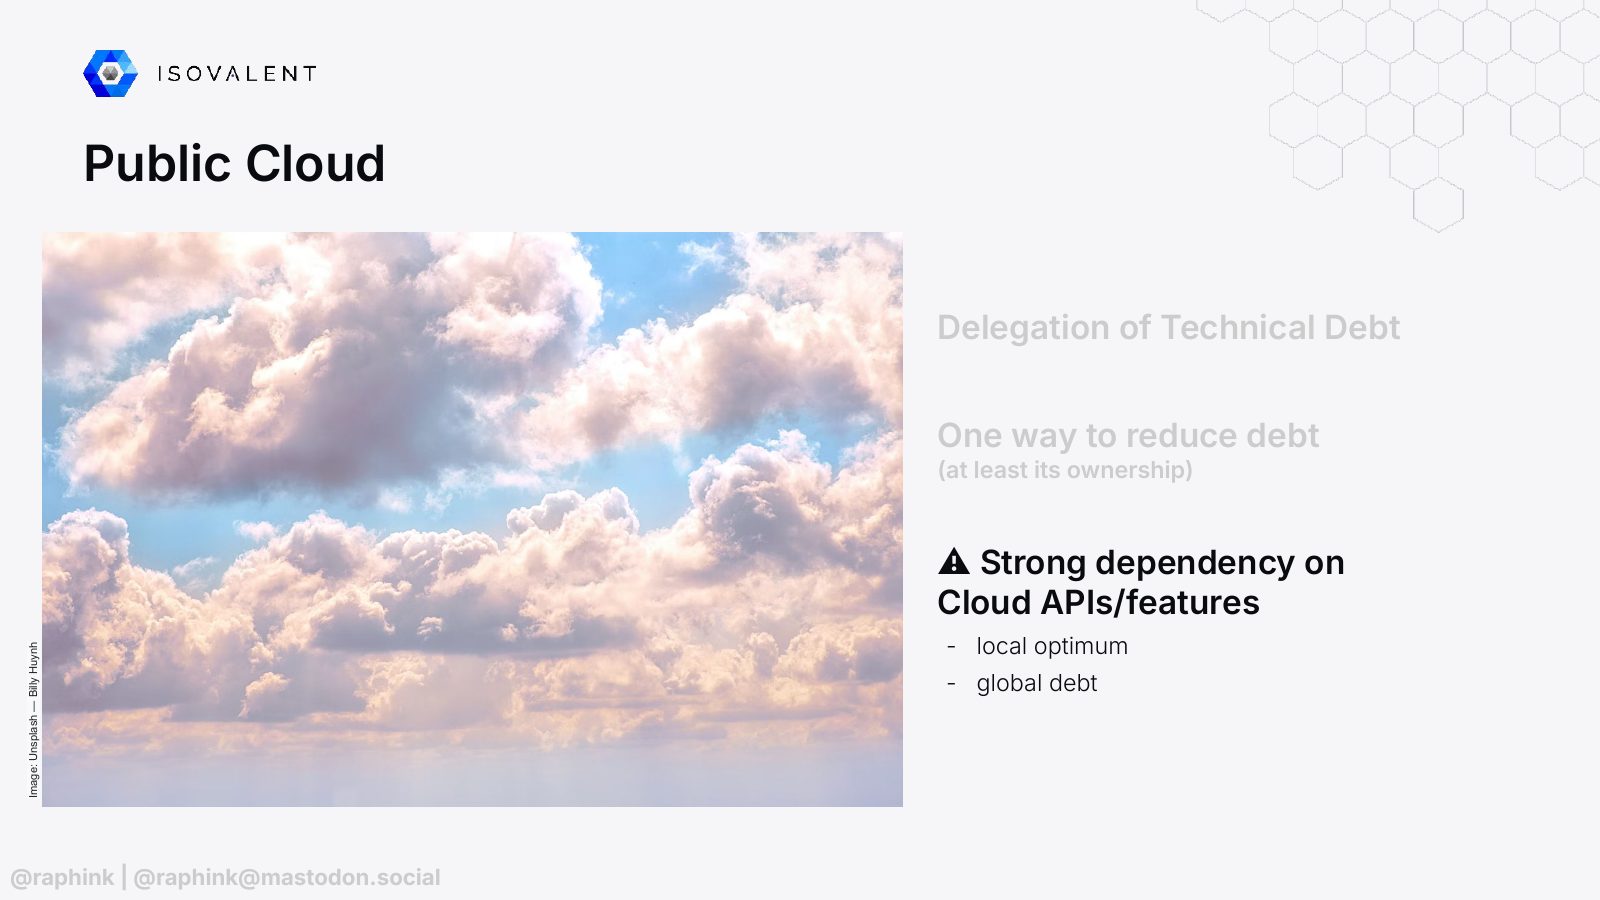 ISOVALENT
Public Cloud
Delegation of Technical Debt
One way to reduce debt
(at least its ownership)
⚠ Strong dependency on
Cloud APIs/features
- local optimum
- global debt
Image: Unsplash — Billy Huynh
@raphink | @raphink@mastodon.social